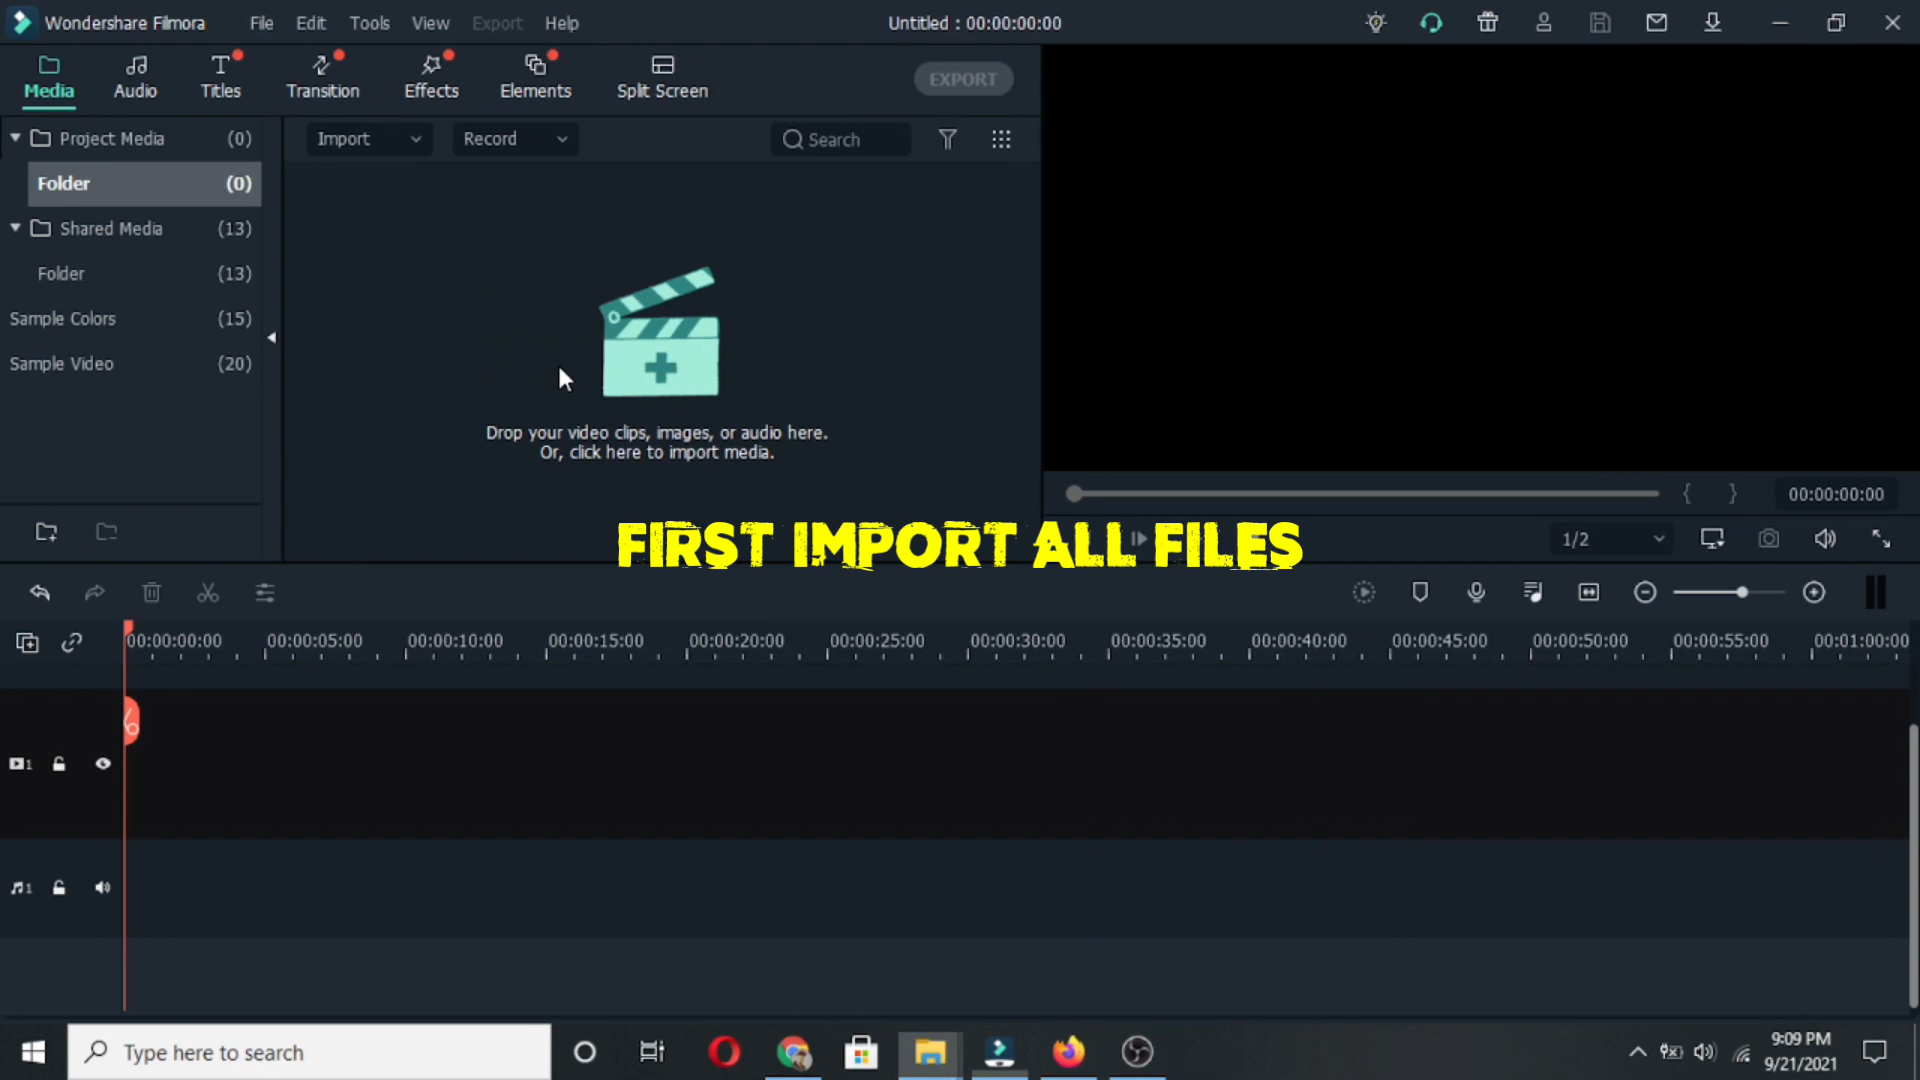 Wondershare Filmora
File Edit Tools View Export Help
Untitled : 00:00:00:00
Media Audio Titles Transition Effects Elements Split Screen
EXPORT
Project Media (0)
Folder (0)
Shared Media (13)
Folder (13)
Sample Colors (15)
Sample Video (20)
Import Record Search
Drop your video clips, images, or audio here.
Or, click here to import media.
00:00:00:00
1/2
FIRST IMPORT ALL FILES
00:00:00:00 00:00:05:00 00:00:10:00 00:00:15:00 00:00:20:00 00:00:25:00 00:00:30:00 00:00:35:00 00:00:40:00 00:00:45:00 00:00:50:00 00:00:55:00 00:01:00:00
1
1
Type here to search
9:09 PM
9/21/2021